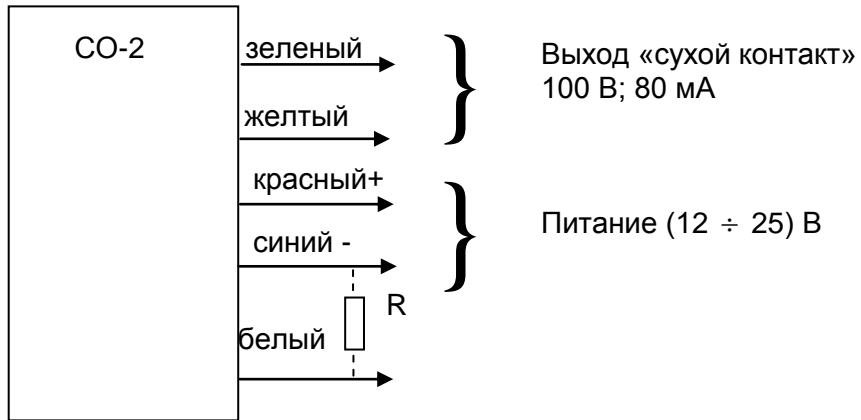 СО-2
зеленый
желтый
красный+
синий -
R
белый
Выход «сухой контакт»
100 В; 80 мА
Питание (12 ÷ 25) В